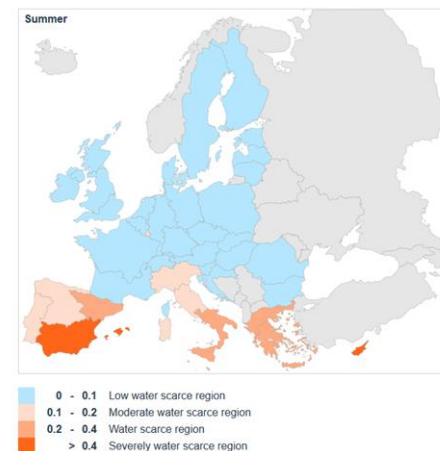 Summer
0 - 0.1 Low water scarce region
0.1 - 0.2 Moderate water scarce region
0.2 - 0.4 Water scarce region
> 0.4 Severely water scarce region